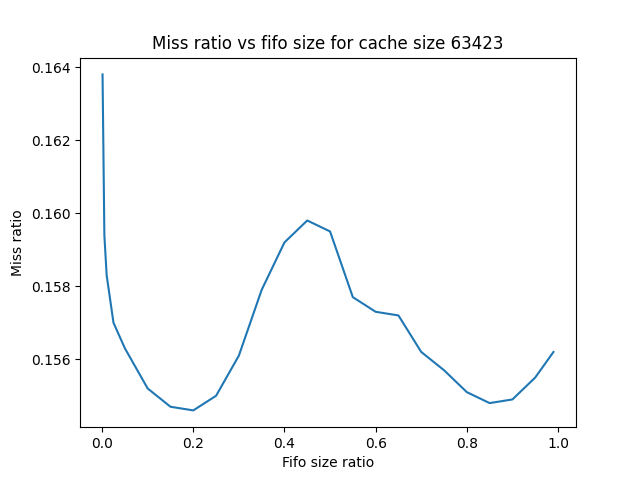 Miss ratio vs fifo size for cache size 63423
Miss ratio
0.164
0.162
0.160
0.158
0.156
0.0 0.2 0.4 0.6 0.8 1.0
Fifo size ratio